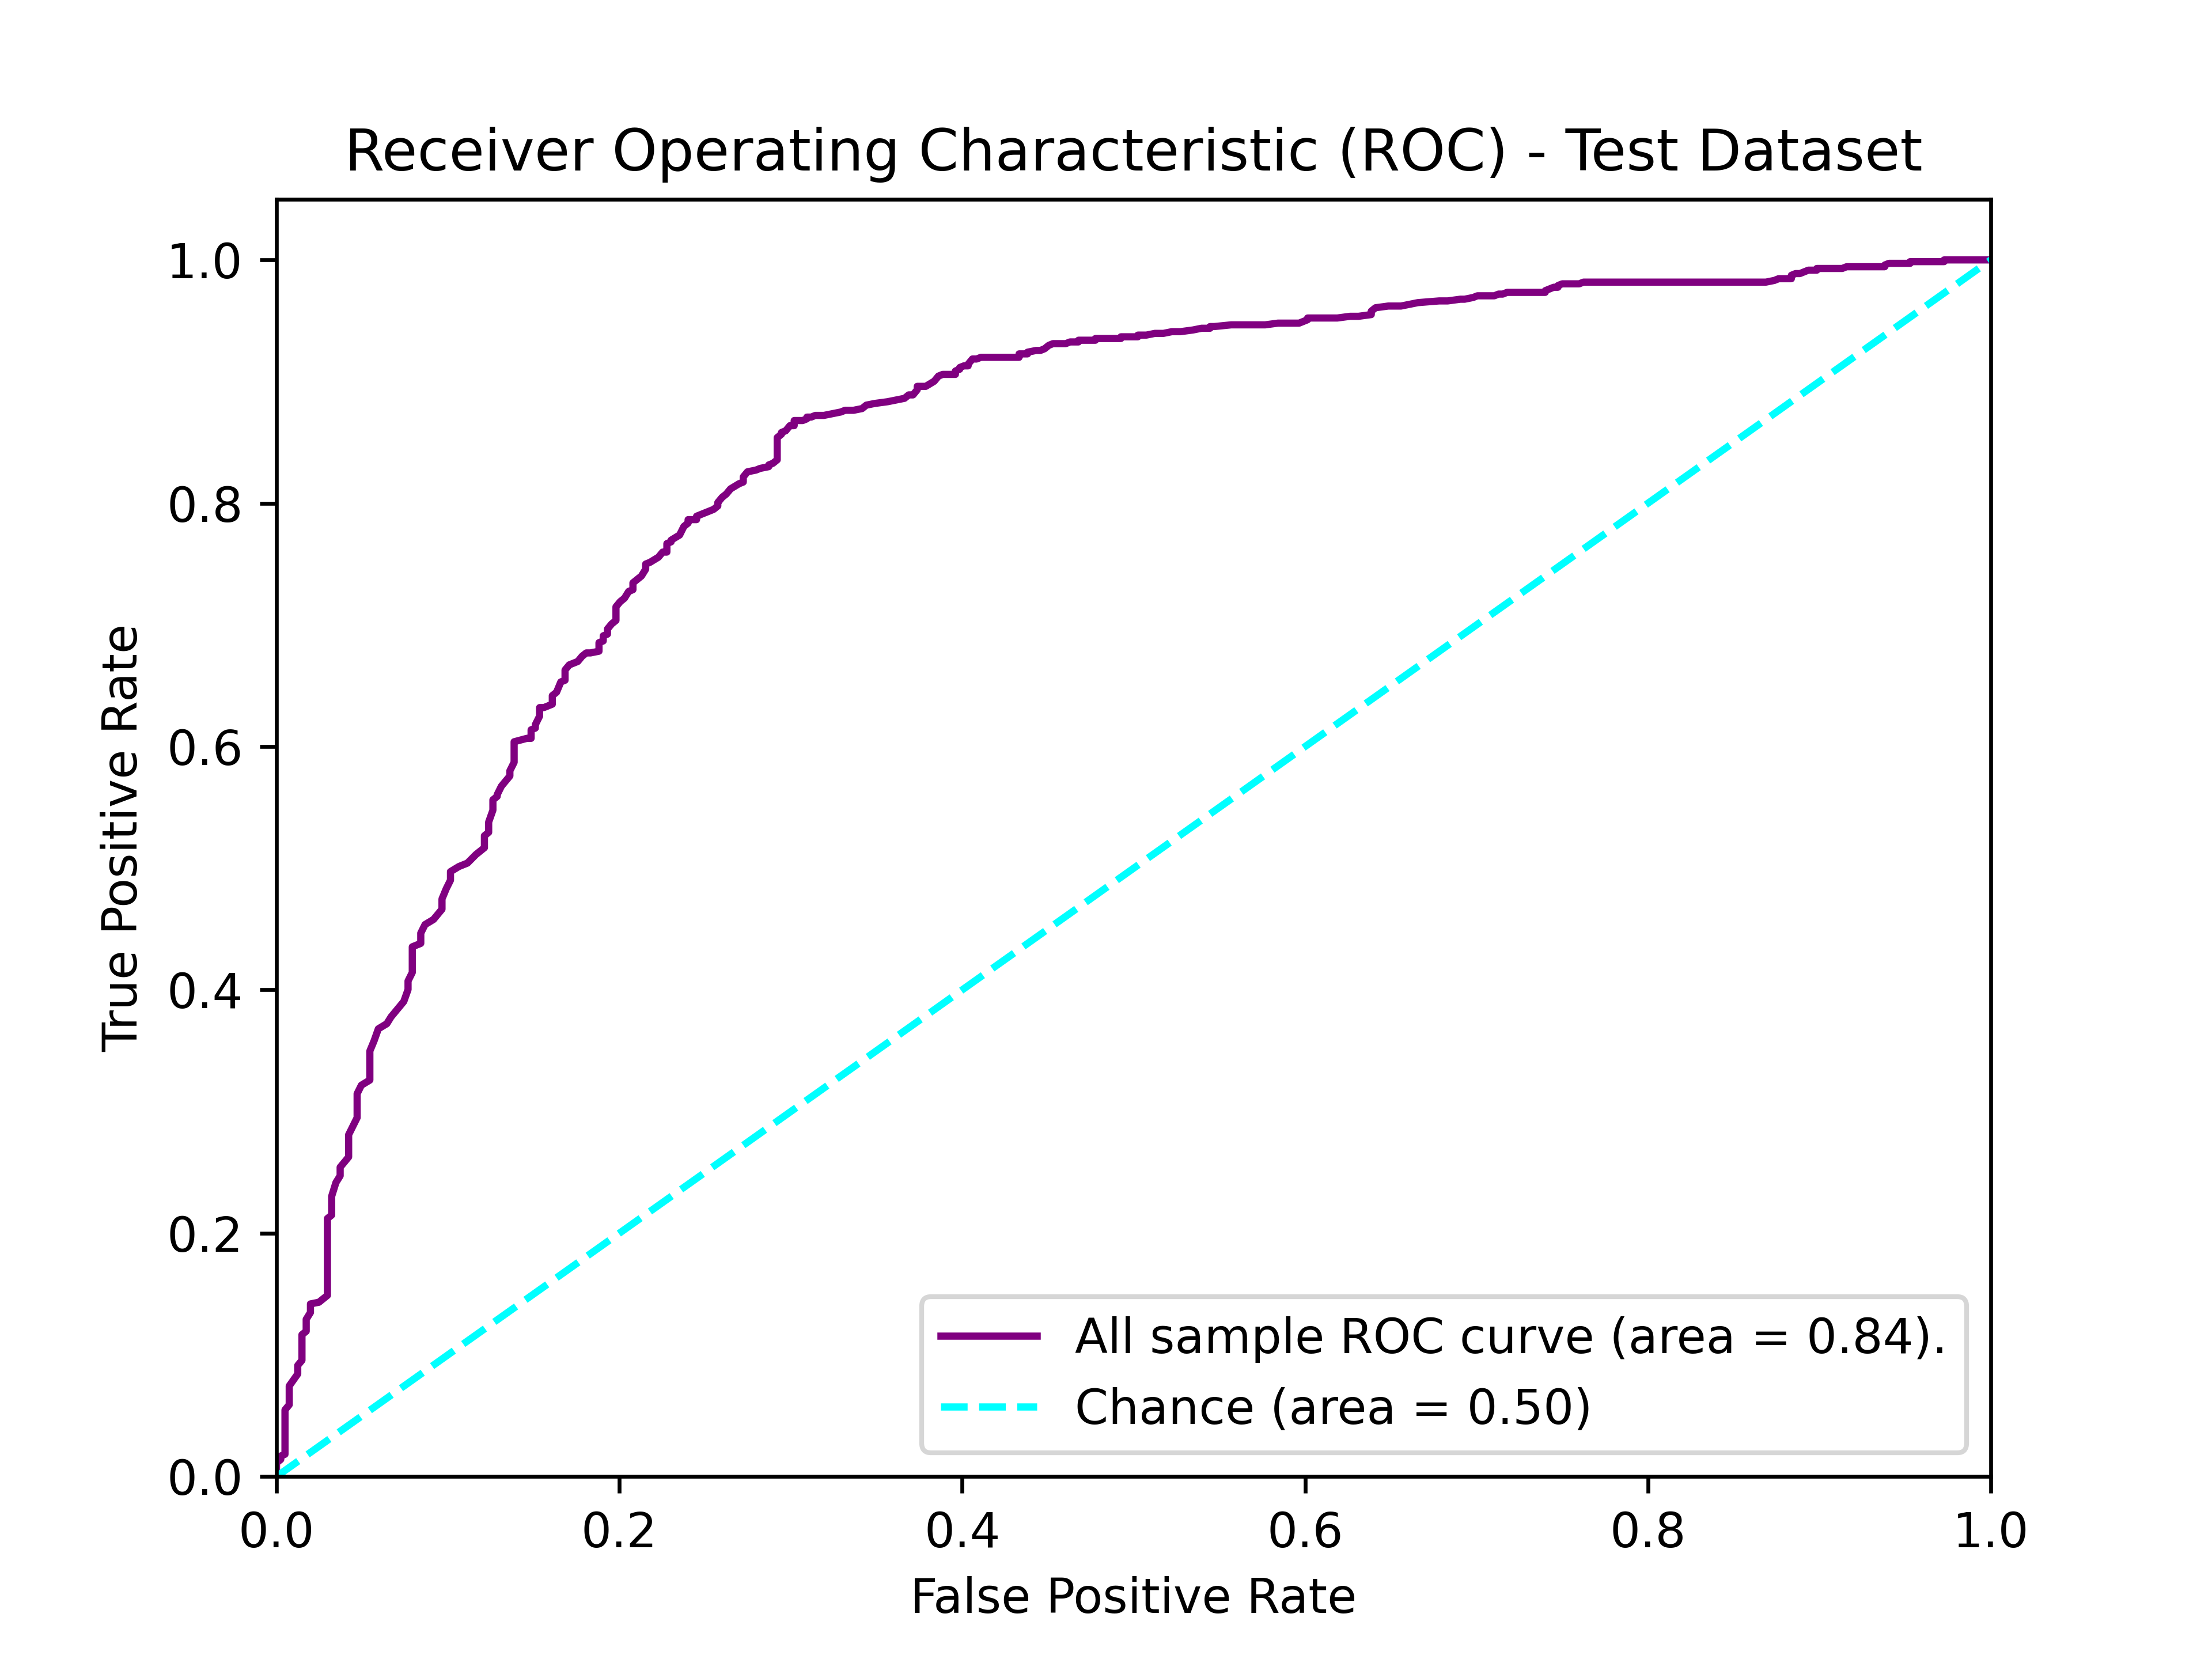 Receiver Operating Characteristic (ROC) - Test Dataset
True Positive Rate
1.0
0.8
0.6
0.4
0.2
0.0
All sample ROC curve (area = 0.84).
Chance (area = 0.50)
0.0 0.2 0.4 0.6 0.8 1.0
False Positive Rate